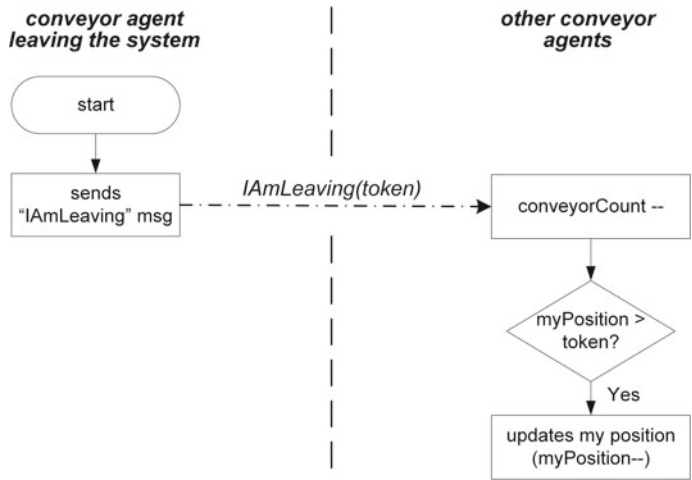 conveyor agent
leaving the system
other conveyor
agents
start
sends
“IAmLeaving” msg
IAmLeaving(token)
conveyorCount --
myPosition >
token?
Yes
updates my position
(myPosition--)